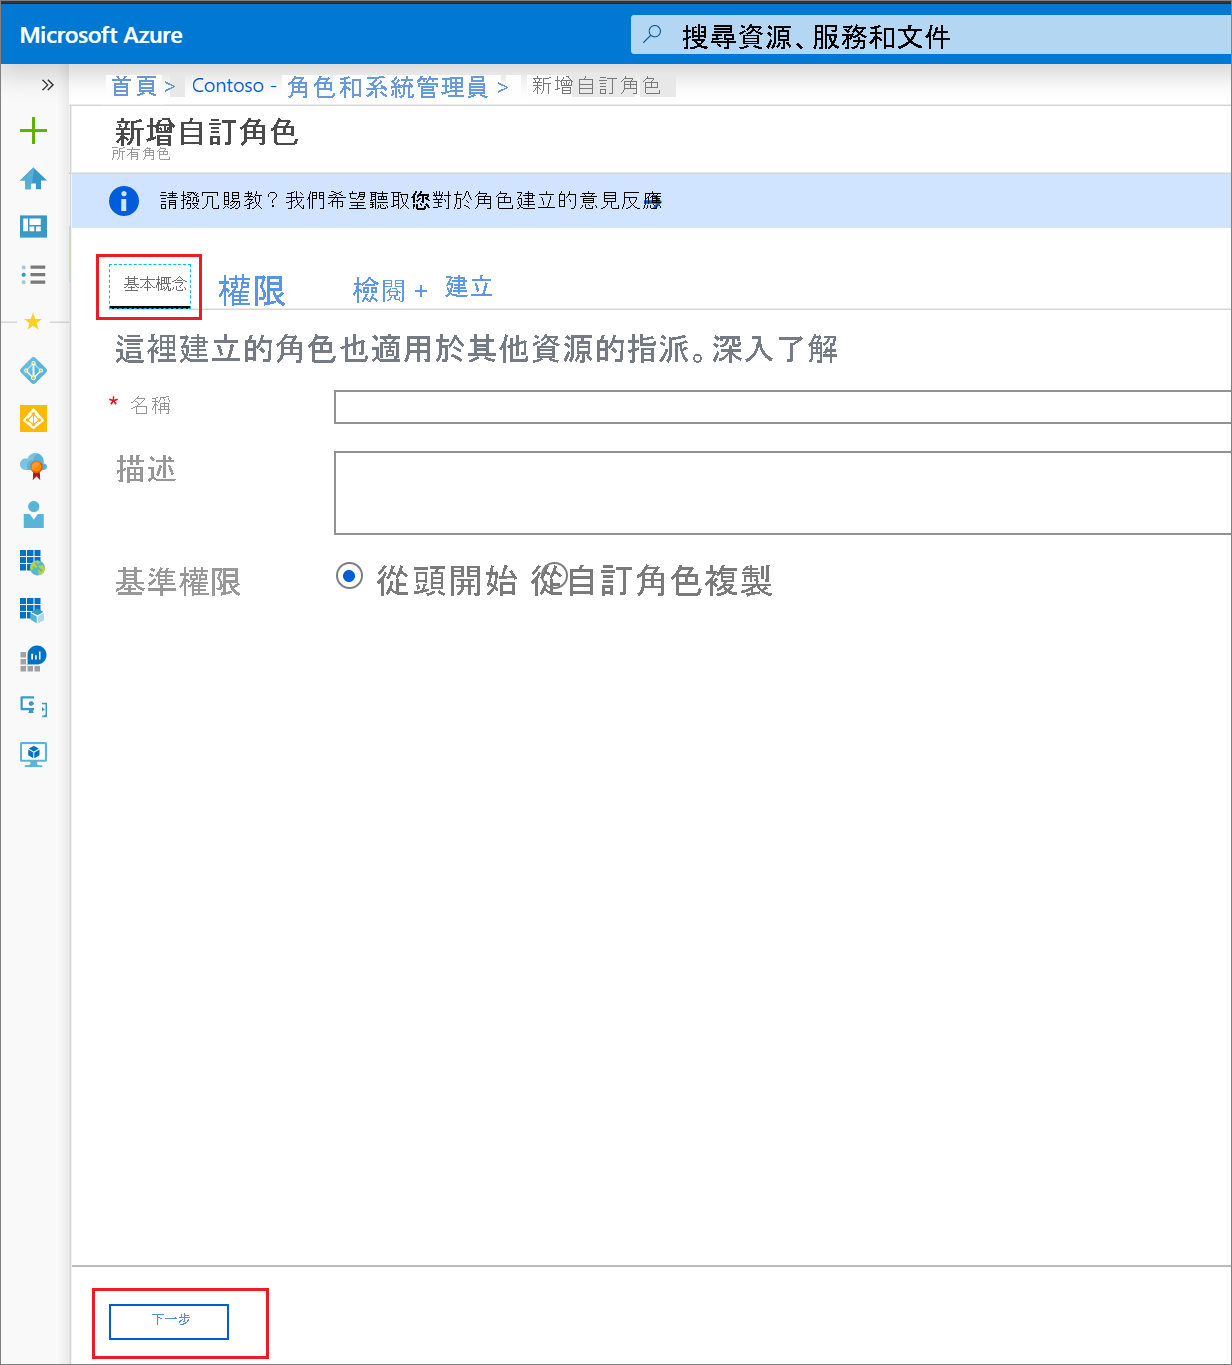 Microsoft Azure
搜尋資源、服務和文件
首頁 > Contoso - 角色和系統管理員 > 新增自訂角色
新增自訂角色
所有角色
請撥冗賜教？我們希望聽取您對於角色建立的意見反應
基本概念 權限 檢閱 + 建立
這裡建立的角色也適用於其他資源的指派。深入了解
* 名稱
描述
基準權限 從頭開始 從自訂角色複製
下一步